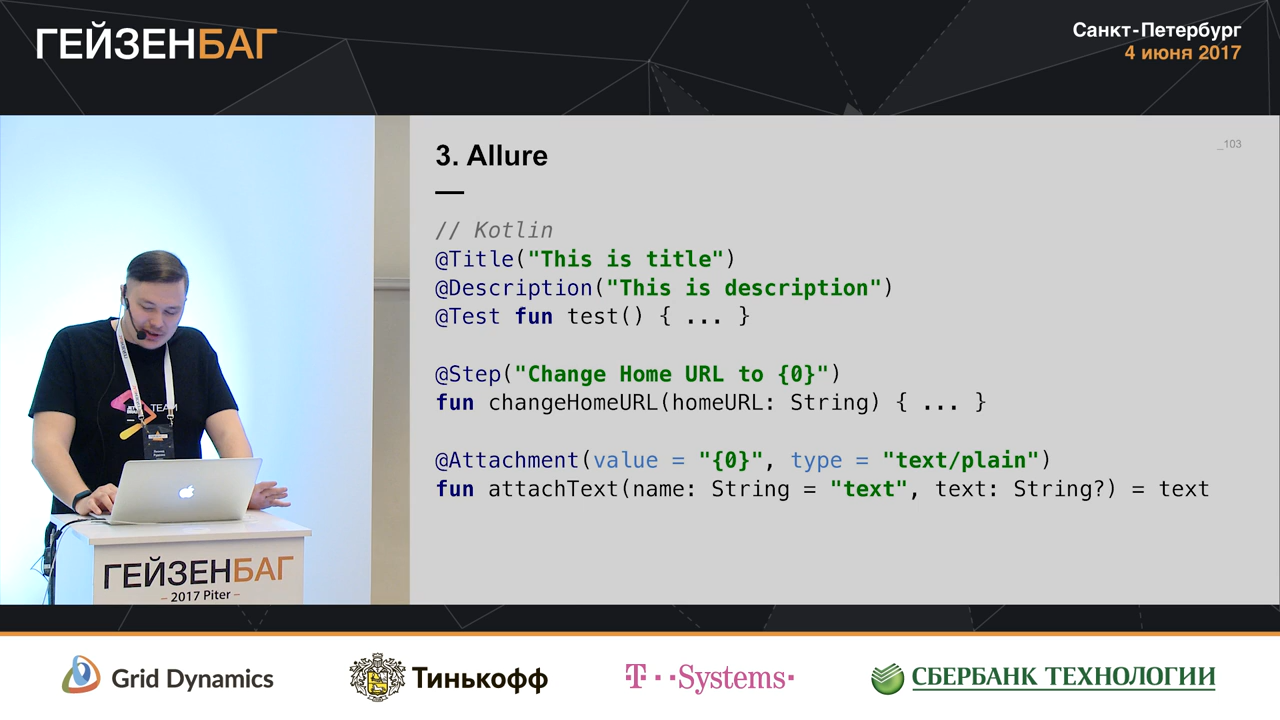 ГЕЙЗЕНБАГ
Санкт-Петербург
4 июня 2017
3. Allure
_103
// Kotlin
@Title("This is title")
@Description("This is description")
@Test fun test() { ... }
@Step("Change Home URL to {0}")
fun changeHomeURL(homeURL: String) { ... }
@Attachment(value = "{0}", type = "text/plain")
fun attachText(name: String = "text", text: String?) = text
TEAM
ГЕЙЗЕНБАГ
- 2017 Piter -
Grid Dynamics
Тинькофф
T··Systems·
СБЕРБАНК ТЕХНОЛОГИИ